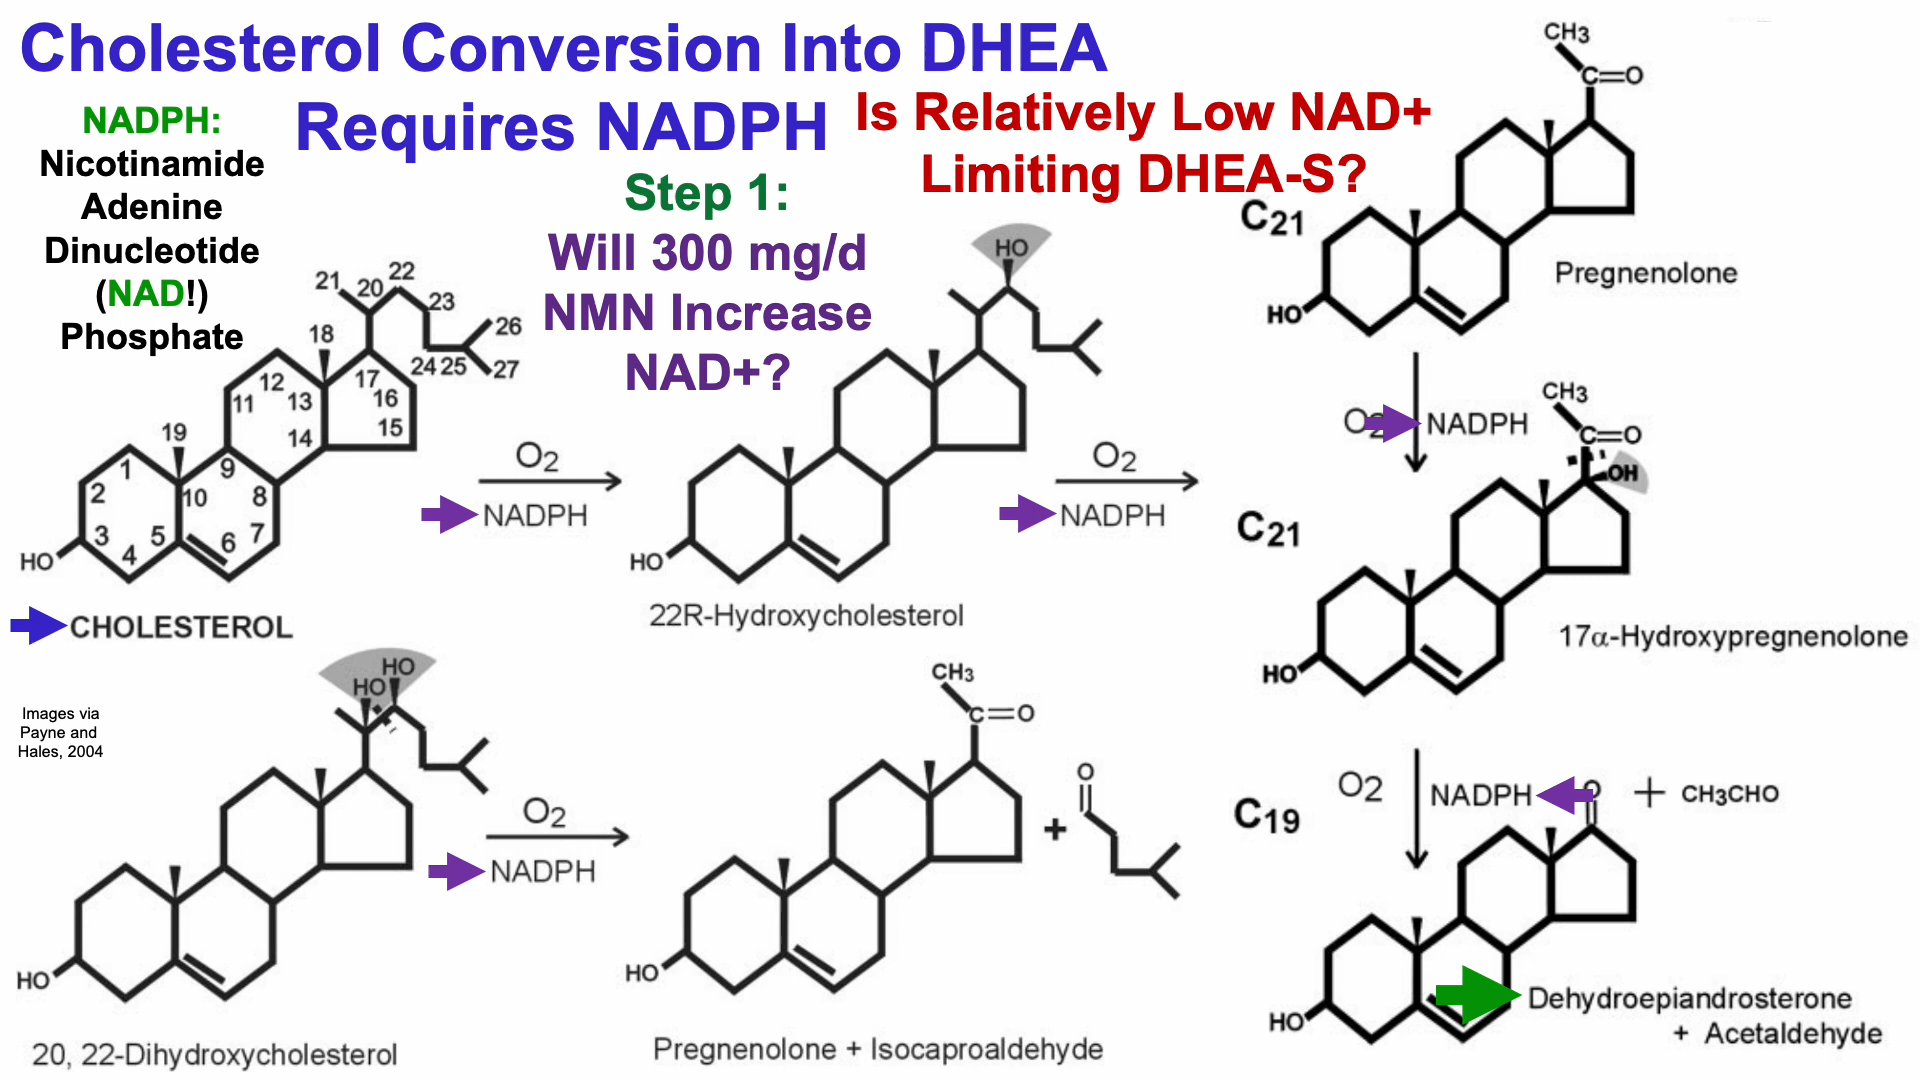 Cholesterol Conversion Into DHEA
Requires NADPH
Is Relatively Low NAD+
Limiting DHEA-S?
NADPH:
Nicotinamide
Adenine
Dinucleotide
(NAD!)
Phosphate
Step 1:
Will 300 mg/d
NMN Increase
NAD+?
21
20
22
23
26
18
24
25
27
17
12
11
13
16
19
14
15
1
9
2
10
8
3
5
6
7
4
HO
CHOLESTEROL
O2
NADPH
HO
HO
22R-Hydroxycholesterol
O2
NADPH
Images via
Payne and
Hales, 2004
HO
HO
HO
20, 22-Dihydroxycholesterol
O2
NADPH
CH3
C=O
HO
+
O
Pregnenolone + Isocaproaldehyde
CH3
C=O
C21
HO
Pregnenolone
O2
NADPH
CH3
C=O
OH
C21
HO
17α-Hydroxypregnenolone
O2
NADPH
O
+ CH3CHO
C19
HO
Dehydroepiandrosterone
+ Acetaldehyde